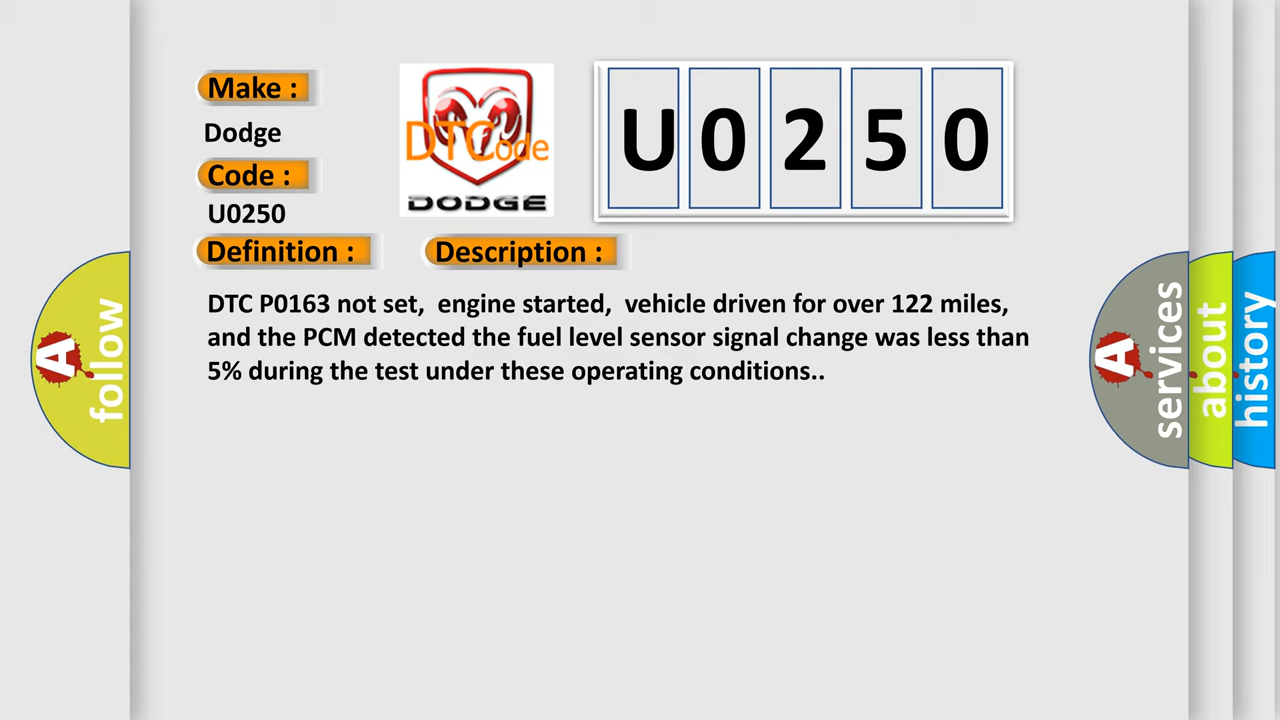 Make :
Dodge
Code :
U0250
Definition :
Description :
DTC P0163 not set, engine started, vehicle driven for over 122 miles,
and the PCM detected the fuel level sensor signal change was less than
5% during the test under these operating conditions..
DTCode
DODGE
U0250
A follow
A services
about
history